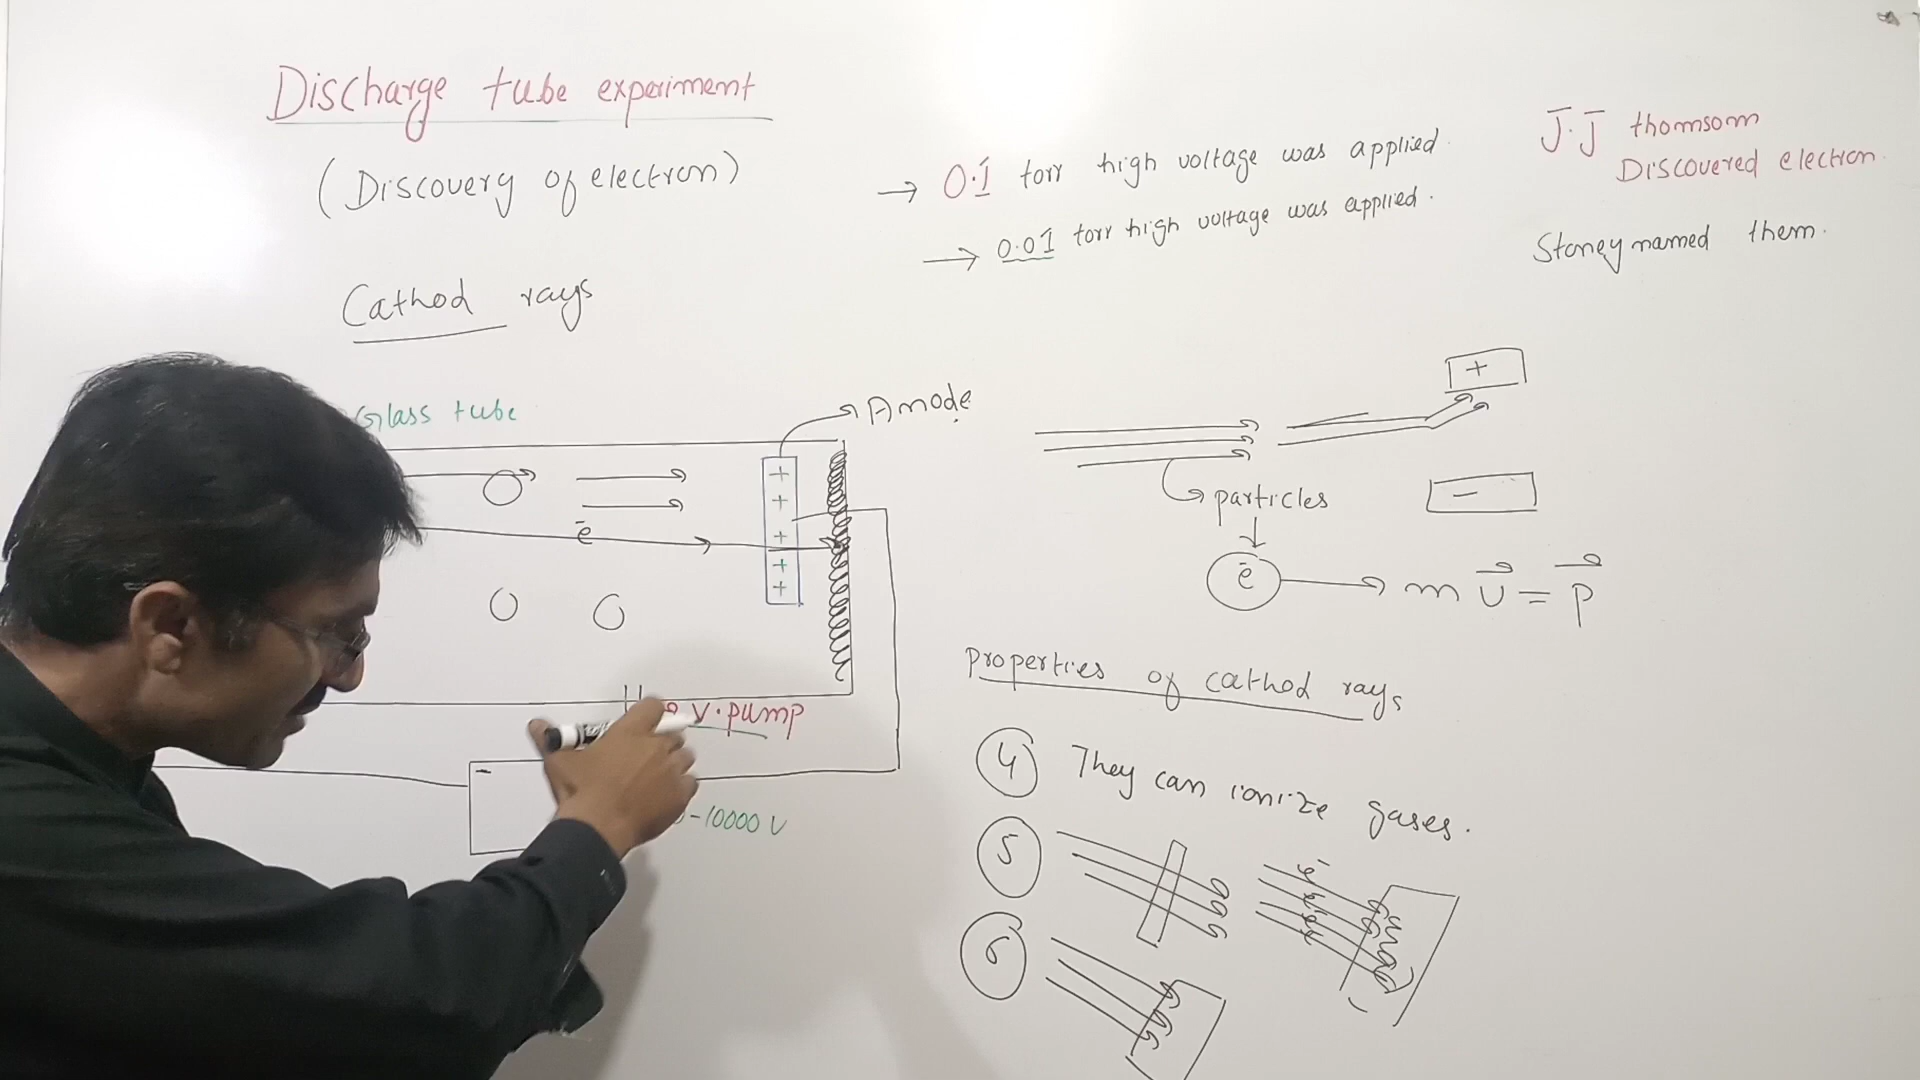 Discharge tube experiment
(Discovery of electron)
Cathod rays
→ 0.1 torr high voltage was applied.
→ 0.01 torr high voltage was applied.
J.J thomsom
Discovered electron.
Stoney named them.
Glass tube
Anode
+
+
+
+
+
ē
V. pump
-
-10000 V
+
-
particles
ē → m v⃗ = p⃗
Properties of cathod rays
4 They can ionize gases.
5
ē
6